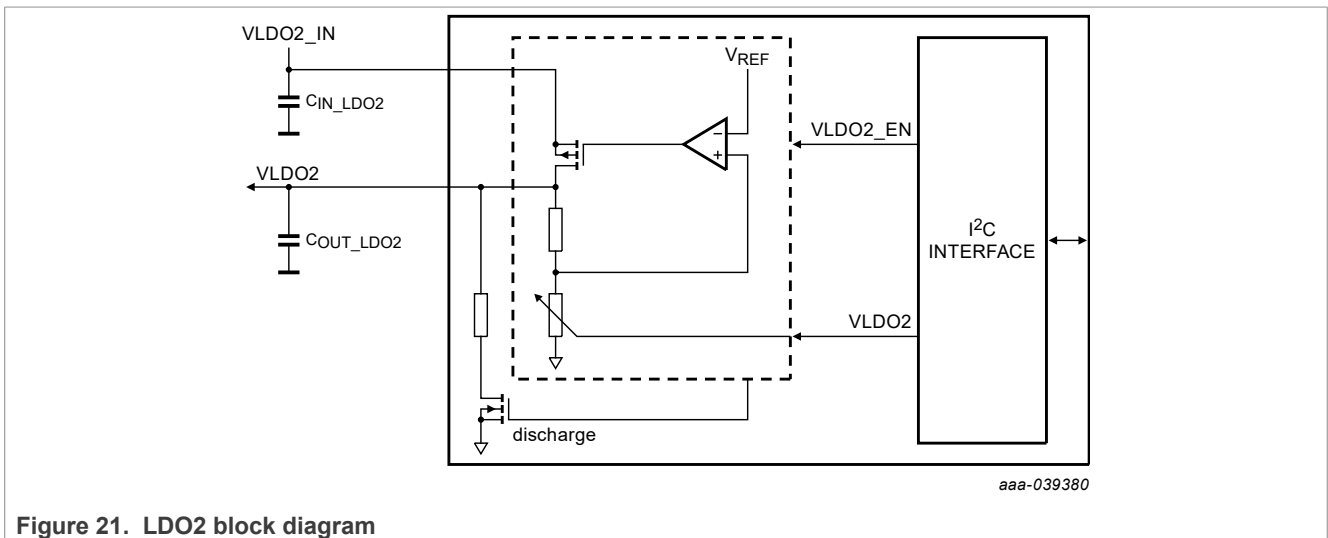 VLDO2_IN
CIN_LDO2
VREF
−
+
VLDO2_EN
VLDO2
COUT_LDO2
I2C
INTERFACE
VLDO2
discharge
aaa-039380
Figure 21. LDO2 block diagram